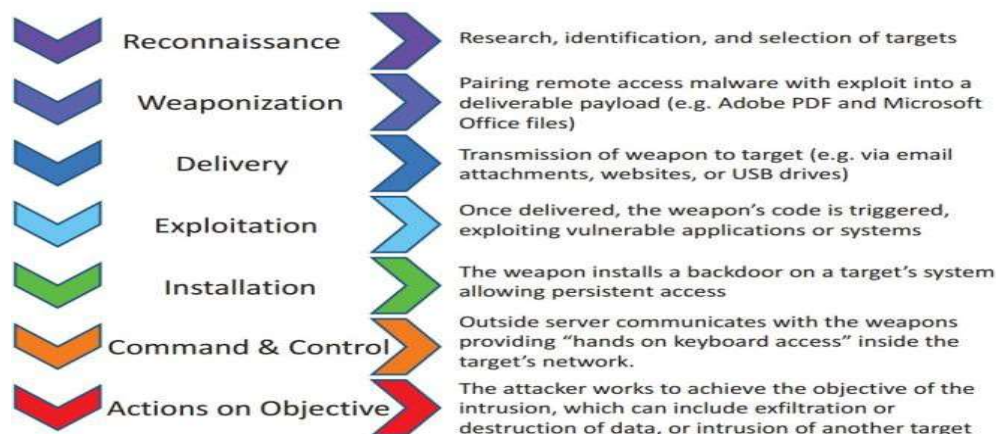 Reconnaissance
Research, identification, and selection of targets
Weaponization
Pairing remote access malware with exploit into a
deliverable payload (e.g. Adobe PDF and Microsoft
Office files)
Delivery
Transmission of weapon to target (e.g. via email
attachments, websites, or USB drives)
Exploitation
Once delivered, the weapon's code is triggered,
exploiting vulnerable applications or systems
Installation
The weapon installs a backdoor on a target's system
allowing persistent access
Command & Control
Outside server communicates with the weapons
providing "hands on keyboard access" inside the
target's network.
Actions on Objective
The attacker works to achieve the objective of the
intrusion, which can include exfiltration or
destruction of data, or intrusion of another target